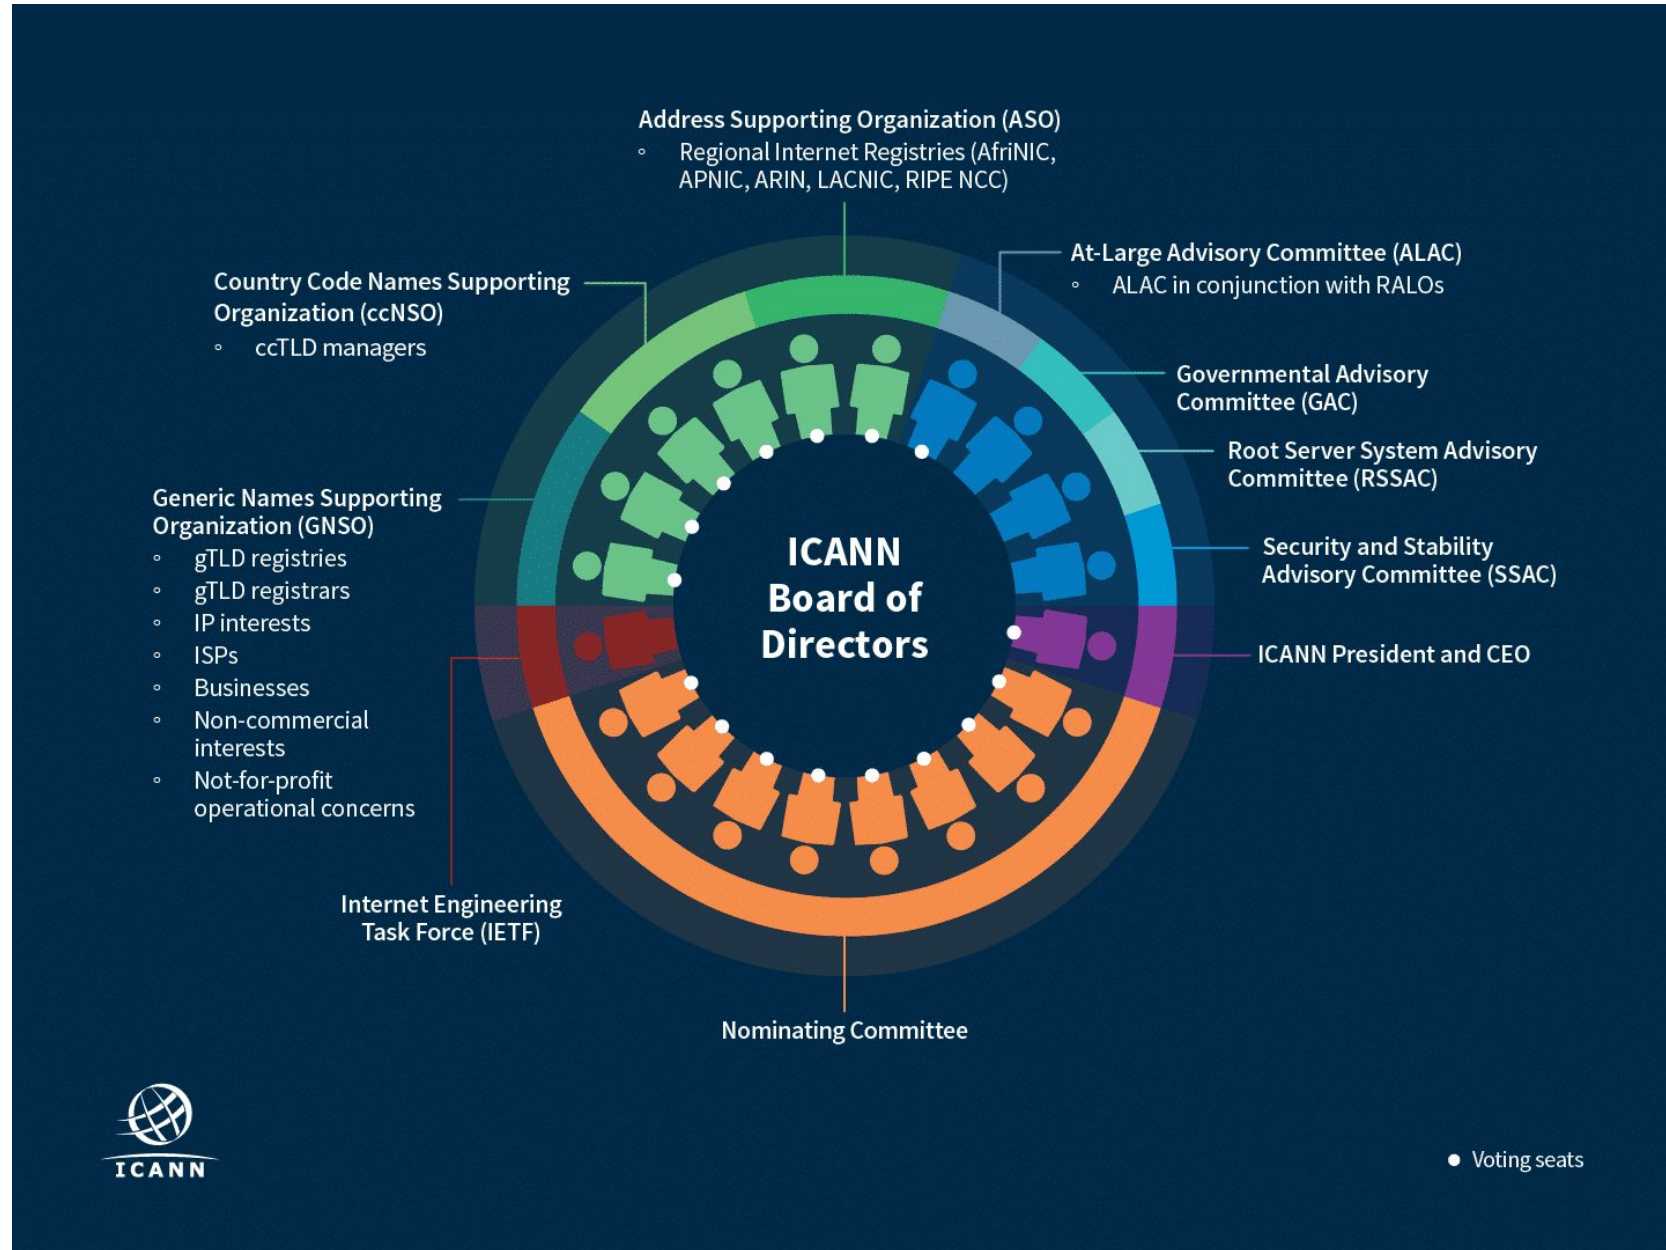 Address Supporting Organization (ASO)
◦ Regional Internet Registries (AfriNIC,
APNIC, ARIN, LACNIC, RIPE NCC)
At-Large Advisory Committee (ALAC)
◦ ALAC in conjunction with RALOs
Country Code Names Supporting
Organization (ccNSO)
◦ ccTLD managers
Governmental Advisory
Committee (GAC)
Root Server System Advisory
Committee (RSSAC)
Generic Names Supporting
Organization (GNSO)
◦ gTLD registries
◦ gTLD registrars
◦ IP interests
◦ ISPs
◦ Businesses
◦ Non-commercial
interests
◦ Not-for-profit
operational concerns
ICANN
Board of
Directors
Security and Stability
Advisory Committee (SSAC)
ICANN President and CEO
Internet Engineering
Task Force (IETF)
Nominating Committee
ICANN
Voting seats